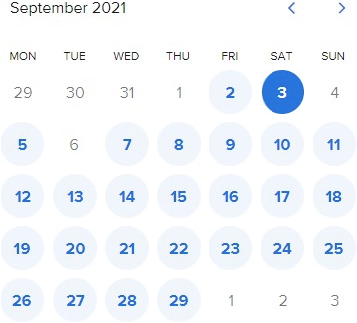 September 2021
MON TUE WED THU FRI SAT SUN
29 30 31 1 2 3 4
5 6 7 8 9 10 11
12 13 14 15 16 17 18
19 20 21 22 23 24 25
26 27 28 29 1 2 3